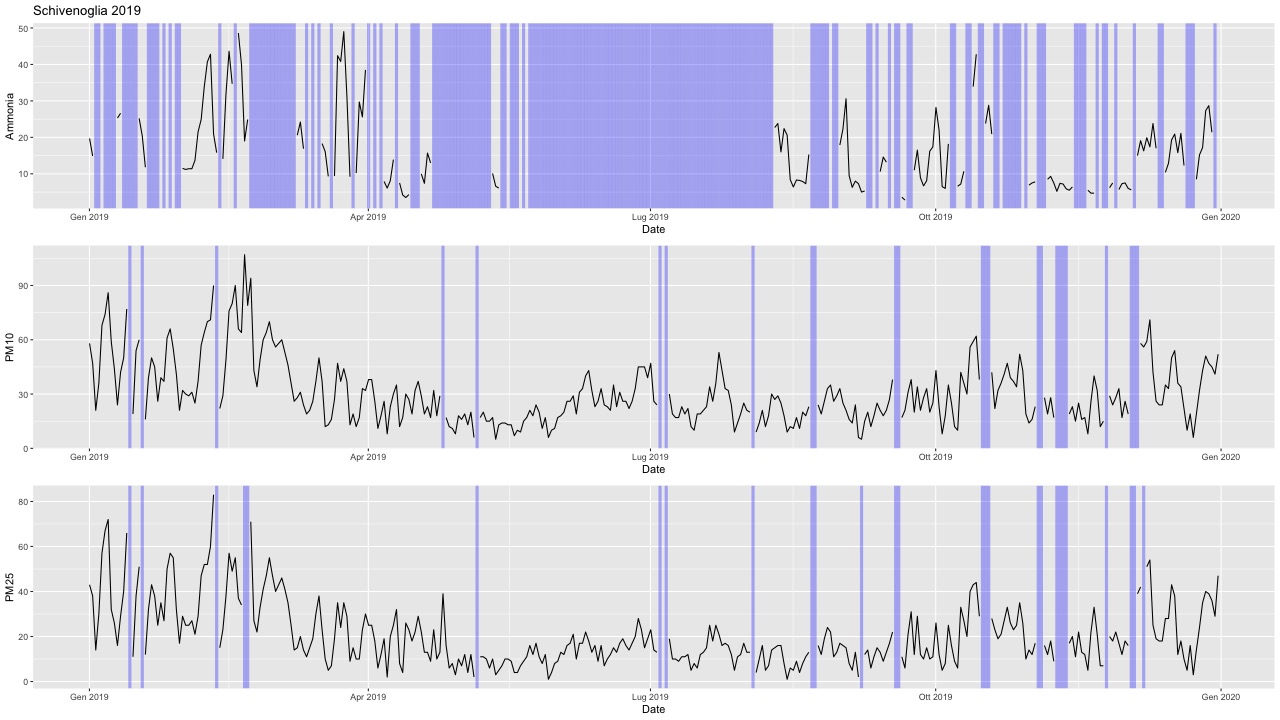 Schivenoglia 2019
Ammonia
50
40
30
20
10
Gen 2019
Apr 2019
Lug 2019
Ott 2019
Gen 2020
Date
PM10
90
60
30
0
Gen 2019
Apr 2019
Lug 2019
Ott 2019
Gen 2020
Date
PM25
80
60
40
20
0
Gen 2019
Apr 2019
Lug 2019
Ott 2019
Gen 2020
Date